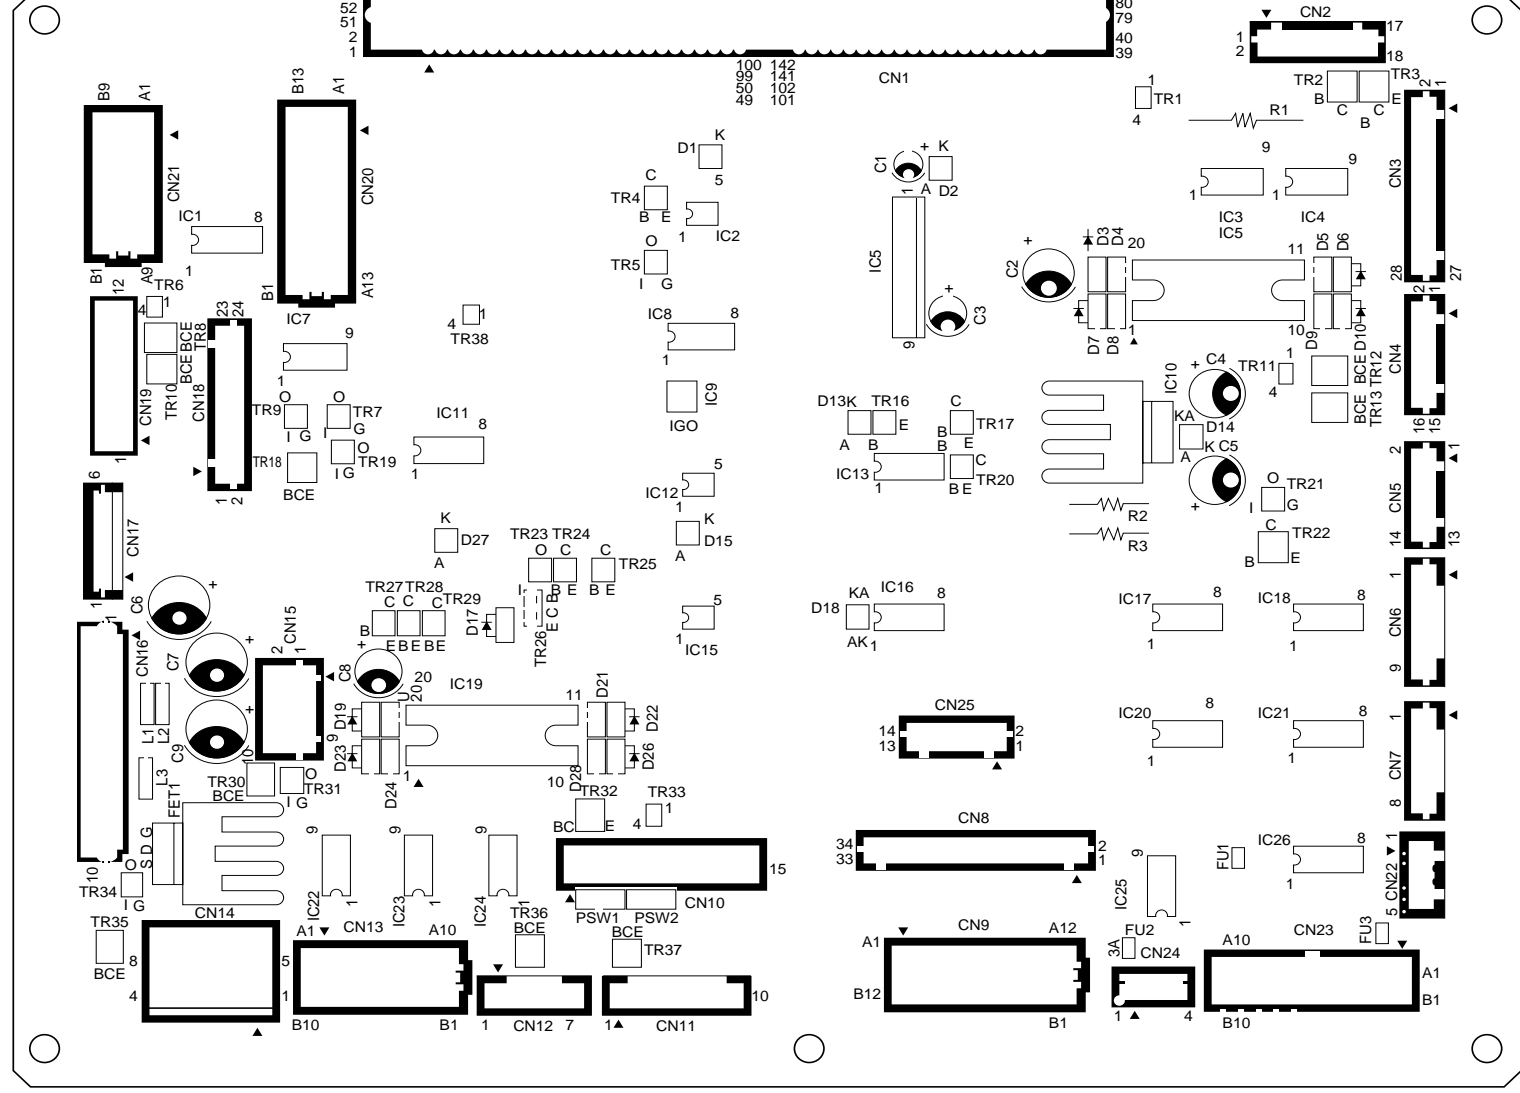 52
51
2
1
80
79
40
39
100 142
99 141
50 102
49 101
CN1
CN2
1
2
17
18
TR2
TR3
B
C
C
E
B
1
TR1
4
R1
2
1
CN3
28
27
B9
A1
CN21
B1
A9
B13
A1
CN20
B1
A13
IC1
8
1
D1
K
5
C
TR4
B E
IC2
1
O
TR5
I G
C1
+
K
A D2
1
IC5
9
C2
+
+
C3
9
1
IC3
IC5
9
1
IC4
D3
D4
20
11
D5
D6
D7
D8
1
10
D9
D10
2
1
CN4
16
15
12
TR6
4
1
BCE BCE
TR8
TR10
CN19
1
23
24
CN18
1
2
IC7
9
1
4
1
TR38
IC8
8
1
IC9
IGO
O
TR9
I G
O
TR7
I G
O
TR19
I G
TR18
BCE
IC11
8
1
D13
K
A
TR16
E
B
C
TR17
B
E
B
C
TR20
B E
IC13
1
IC10
+
C4
KA
D14
A
K
C5
+
TR11
1
4
BCE
TR12
BCE
TR13
R2
R3
O
TR21
I
G
C
TR22
B
E
2
1
CN5
14
13
6
CN17
1
5
IC12
1
K
D27
A
K
D15
A
TR23 TR24
O C
I B E
C
TR25
B E
TR27 TR28
TR29
C C C
B E B E B E
D17
E C B
TR26
5
1
IC15
KA
D18
AK
IC16
8
1
IC17
8
1
IC18
8
1
1
CN6
9
C6
+
C7
+
C9
+
1
CN16
10
2
1
CN15
10
9
C8
+
L1
L2
L3
D19
U
20
20
IC19
11
D21
D22
D23
D24
1
10
D28
D26
CN25
14
13
2
1
IC20
8
1
IC21
8
1
1
CN7
8
TR30
BCE
O
TR31
I G
FET1
S D G
O
TR34
I G
TR32
BC
E
TR33
1
4
CN8
34
33
2
1
FU1
IC26
8
1
1
CN22
5
9
IC22
1
9
IC23
1
9
IC24
1
15
CN10
PSW1 PSW2
9
IC25
1
TR35
BCE
CN14
8
5
4
1
A1
CN13
A10
B10
B1
TR36
BCE
1
CN12
7
BCE
TR37
1
CN11
10
A1
CN9
A12
B12
B1
FU2
3A
CN24
1
4
FU3
A10
CN23
A1
B1
B10